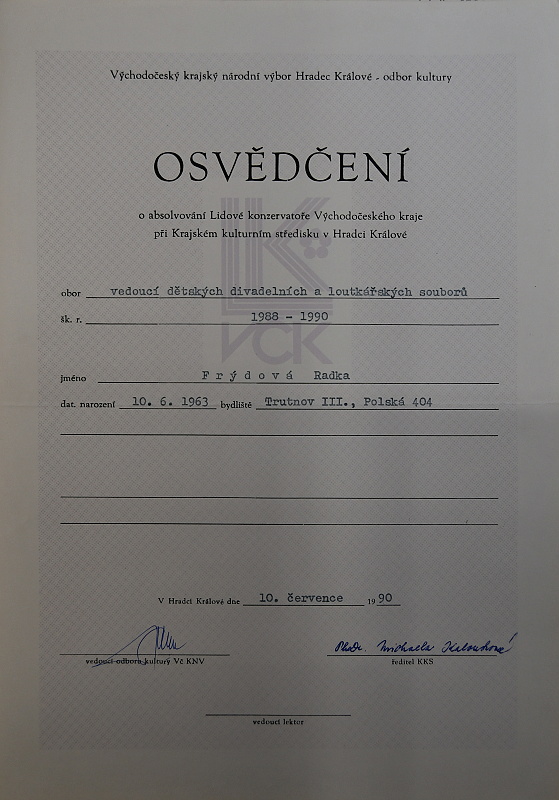 Východočeský krajský národní výbor Hradec Králové - odbor kultury
OSVĚDČENÍ
o absolvování Lidové konzervatoře Východočeského kraje
při Krajském kulturním středisku v Hradci Králové
obor vedoucí dětských divadelních a loutkářských souborů
šk. r. 1988 - 1990
VCK
jméno Frýdová Radka
dat. narození 10. 6. 1963 bydliště Trutnov III., Polská 404
V Hradci Králové dne 10. července 1990
Michaela
vedoucí odboru kultury Vč KNV ředitel KKS
vedoucí lektor